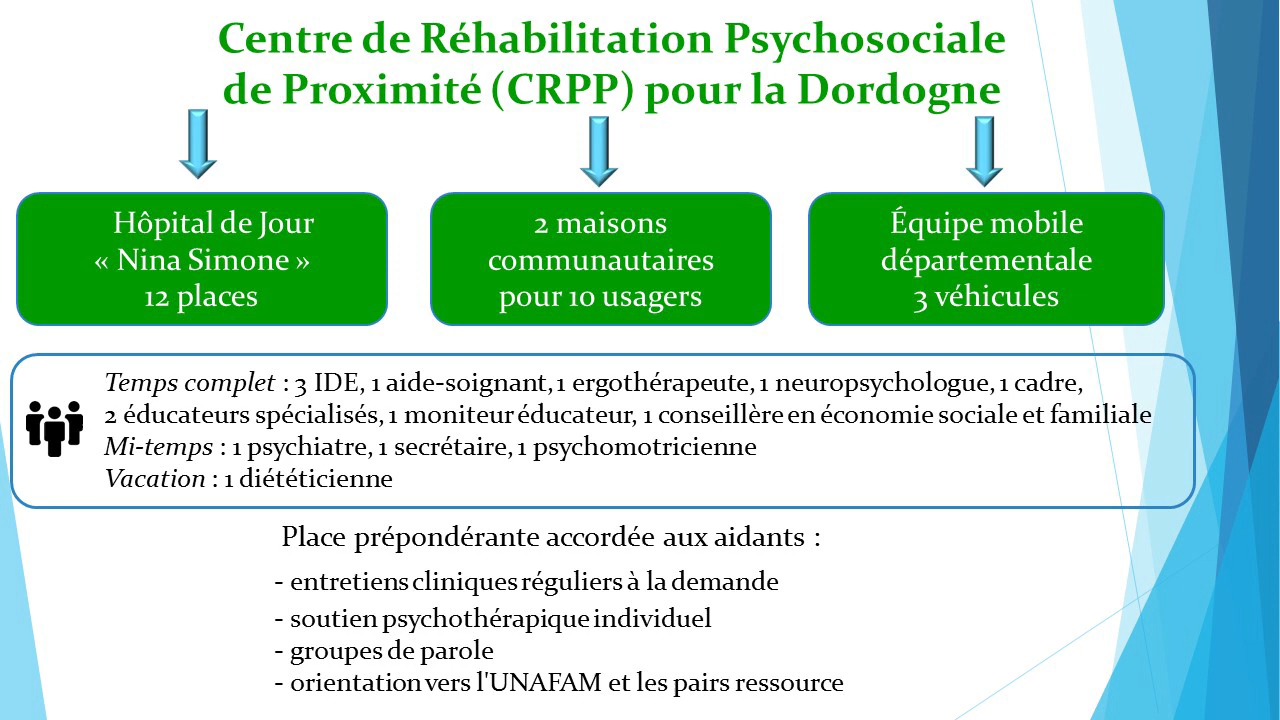 Centre de Réhabilitation Psychosociale
de Proximité (CRPP) pour la Dordogne
Hôpital de Jour
« Nina Simone »
12 places
2 maisons
communautaires
pour 10 usagers
Équipe mobile
départementale
3 véhicules
Temps complet : 3 IDE, 1 aide-soignant, 1 ergothérapeute, 1 neuropsychologue, 1 cadre,
2 éducateurs spécialisés, 1 moniteur éducateur, 1 conseillère en économie sociale et familiale
Mi-temps : 1 psychiatre, 1 secrétaire, 1 psychomotricienne
Vacation : 1 diététicienne
Place prépondérante accordée aux aidants :
- entretiens cliniques réguliers à la demande
- soutien psychothérapique individuel
- groupes de parole
- orientation vers l'UNAFAM et les pairs ressource